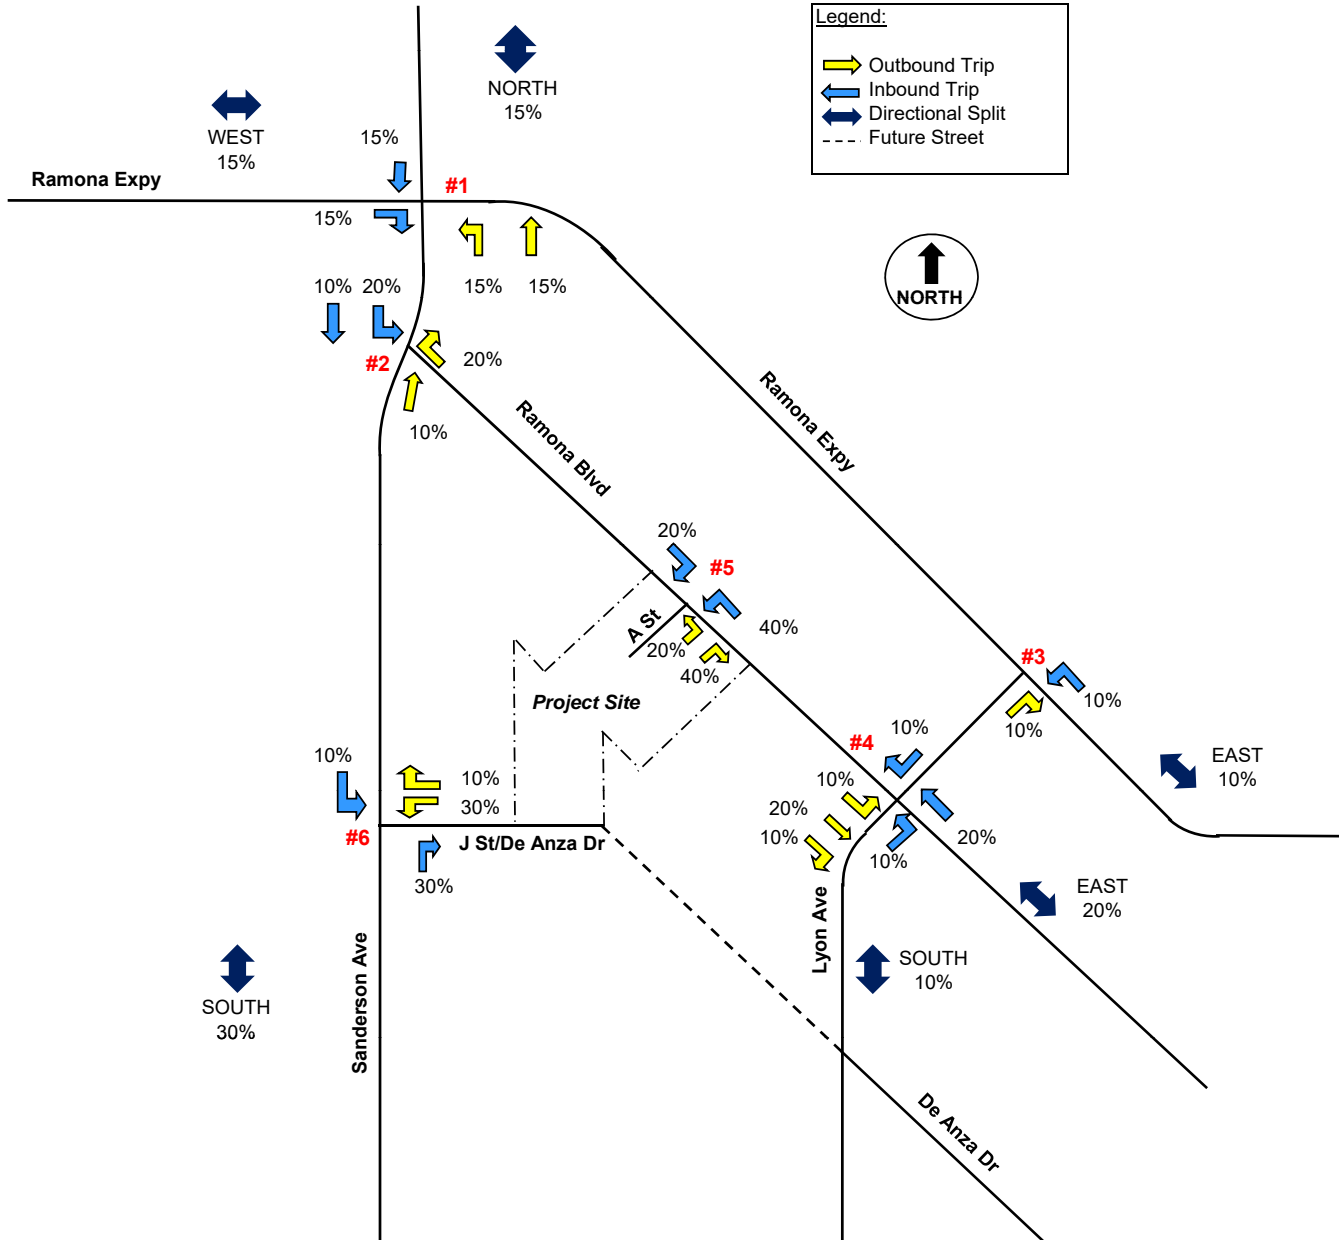 Legend:
Outbound Trip
Inbound Trip
Directional Split
Future Street
NORTH
15%
WEST
15%
15%
Ramona Expy
#1
15%
15%
15%
NORTH
10%
20%
#2
20%
10%
Ramona Blvd
Ramona Expy
20%
#5
A St
40%
20%
40%
#3
10%
10%
Project Site
#4
10%
EAST
10%
10%
10%
30%
10%
20%
10%
20%
10%
#6
J St/De Anza Dr
30%
EAST
20%
Lyon Ave
SOUTH
10%
SOUTH
30%
Sanderson Ave
De Anza Dr